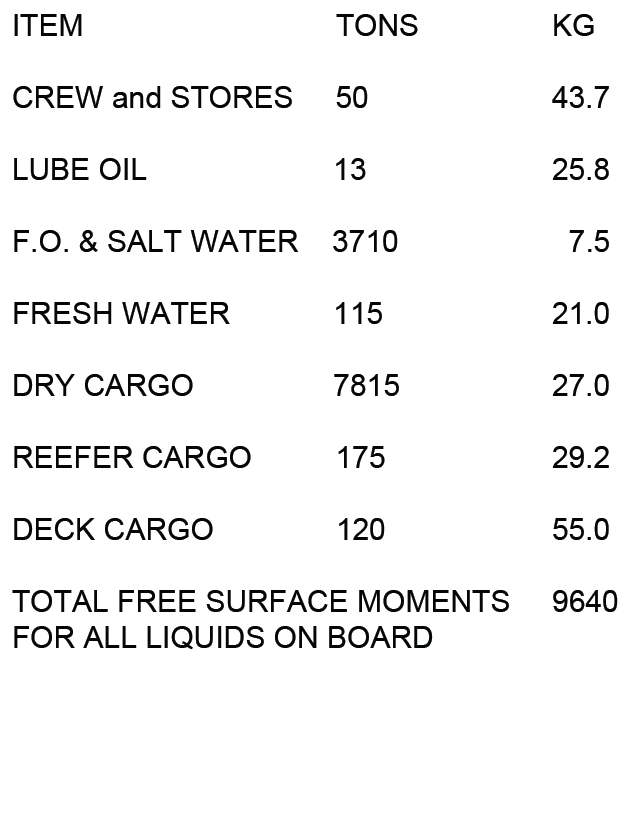 ITEM TONS KG
CREW and STORES 50 43.7
LUBE OIL 13 25.8
F.O. & SALT WATER 3710 7.5
FRESH WATER 115 21.0
DRY CARGO 7815 27.0
REEFER CARGO 175 29.2
DECK CARGO 120 55.0
TOTAL FREE SURFACE MOMENTS 9640
FOR ALL LIQUIDS ON BOARD